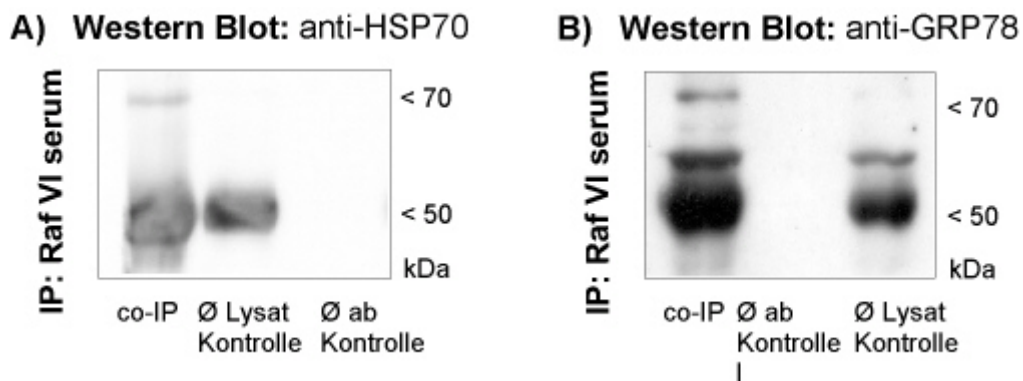 A) Western Blot: anti-HSP70
IP: Raf VI serum
< 70
< 50
kDa
co-IP Ø Lysat Ø ab
Kontrolle Kontrolle
B) Western Blot: anti-GRP78
IP: Raf VI serum
< 70
< 50
kDa
co-IP Ø ab Ø Lysat
Kontrolle Kontrolle